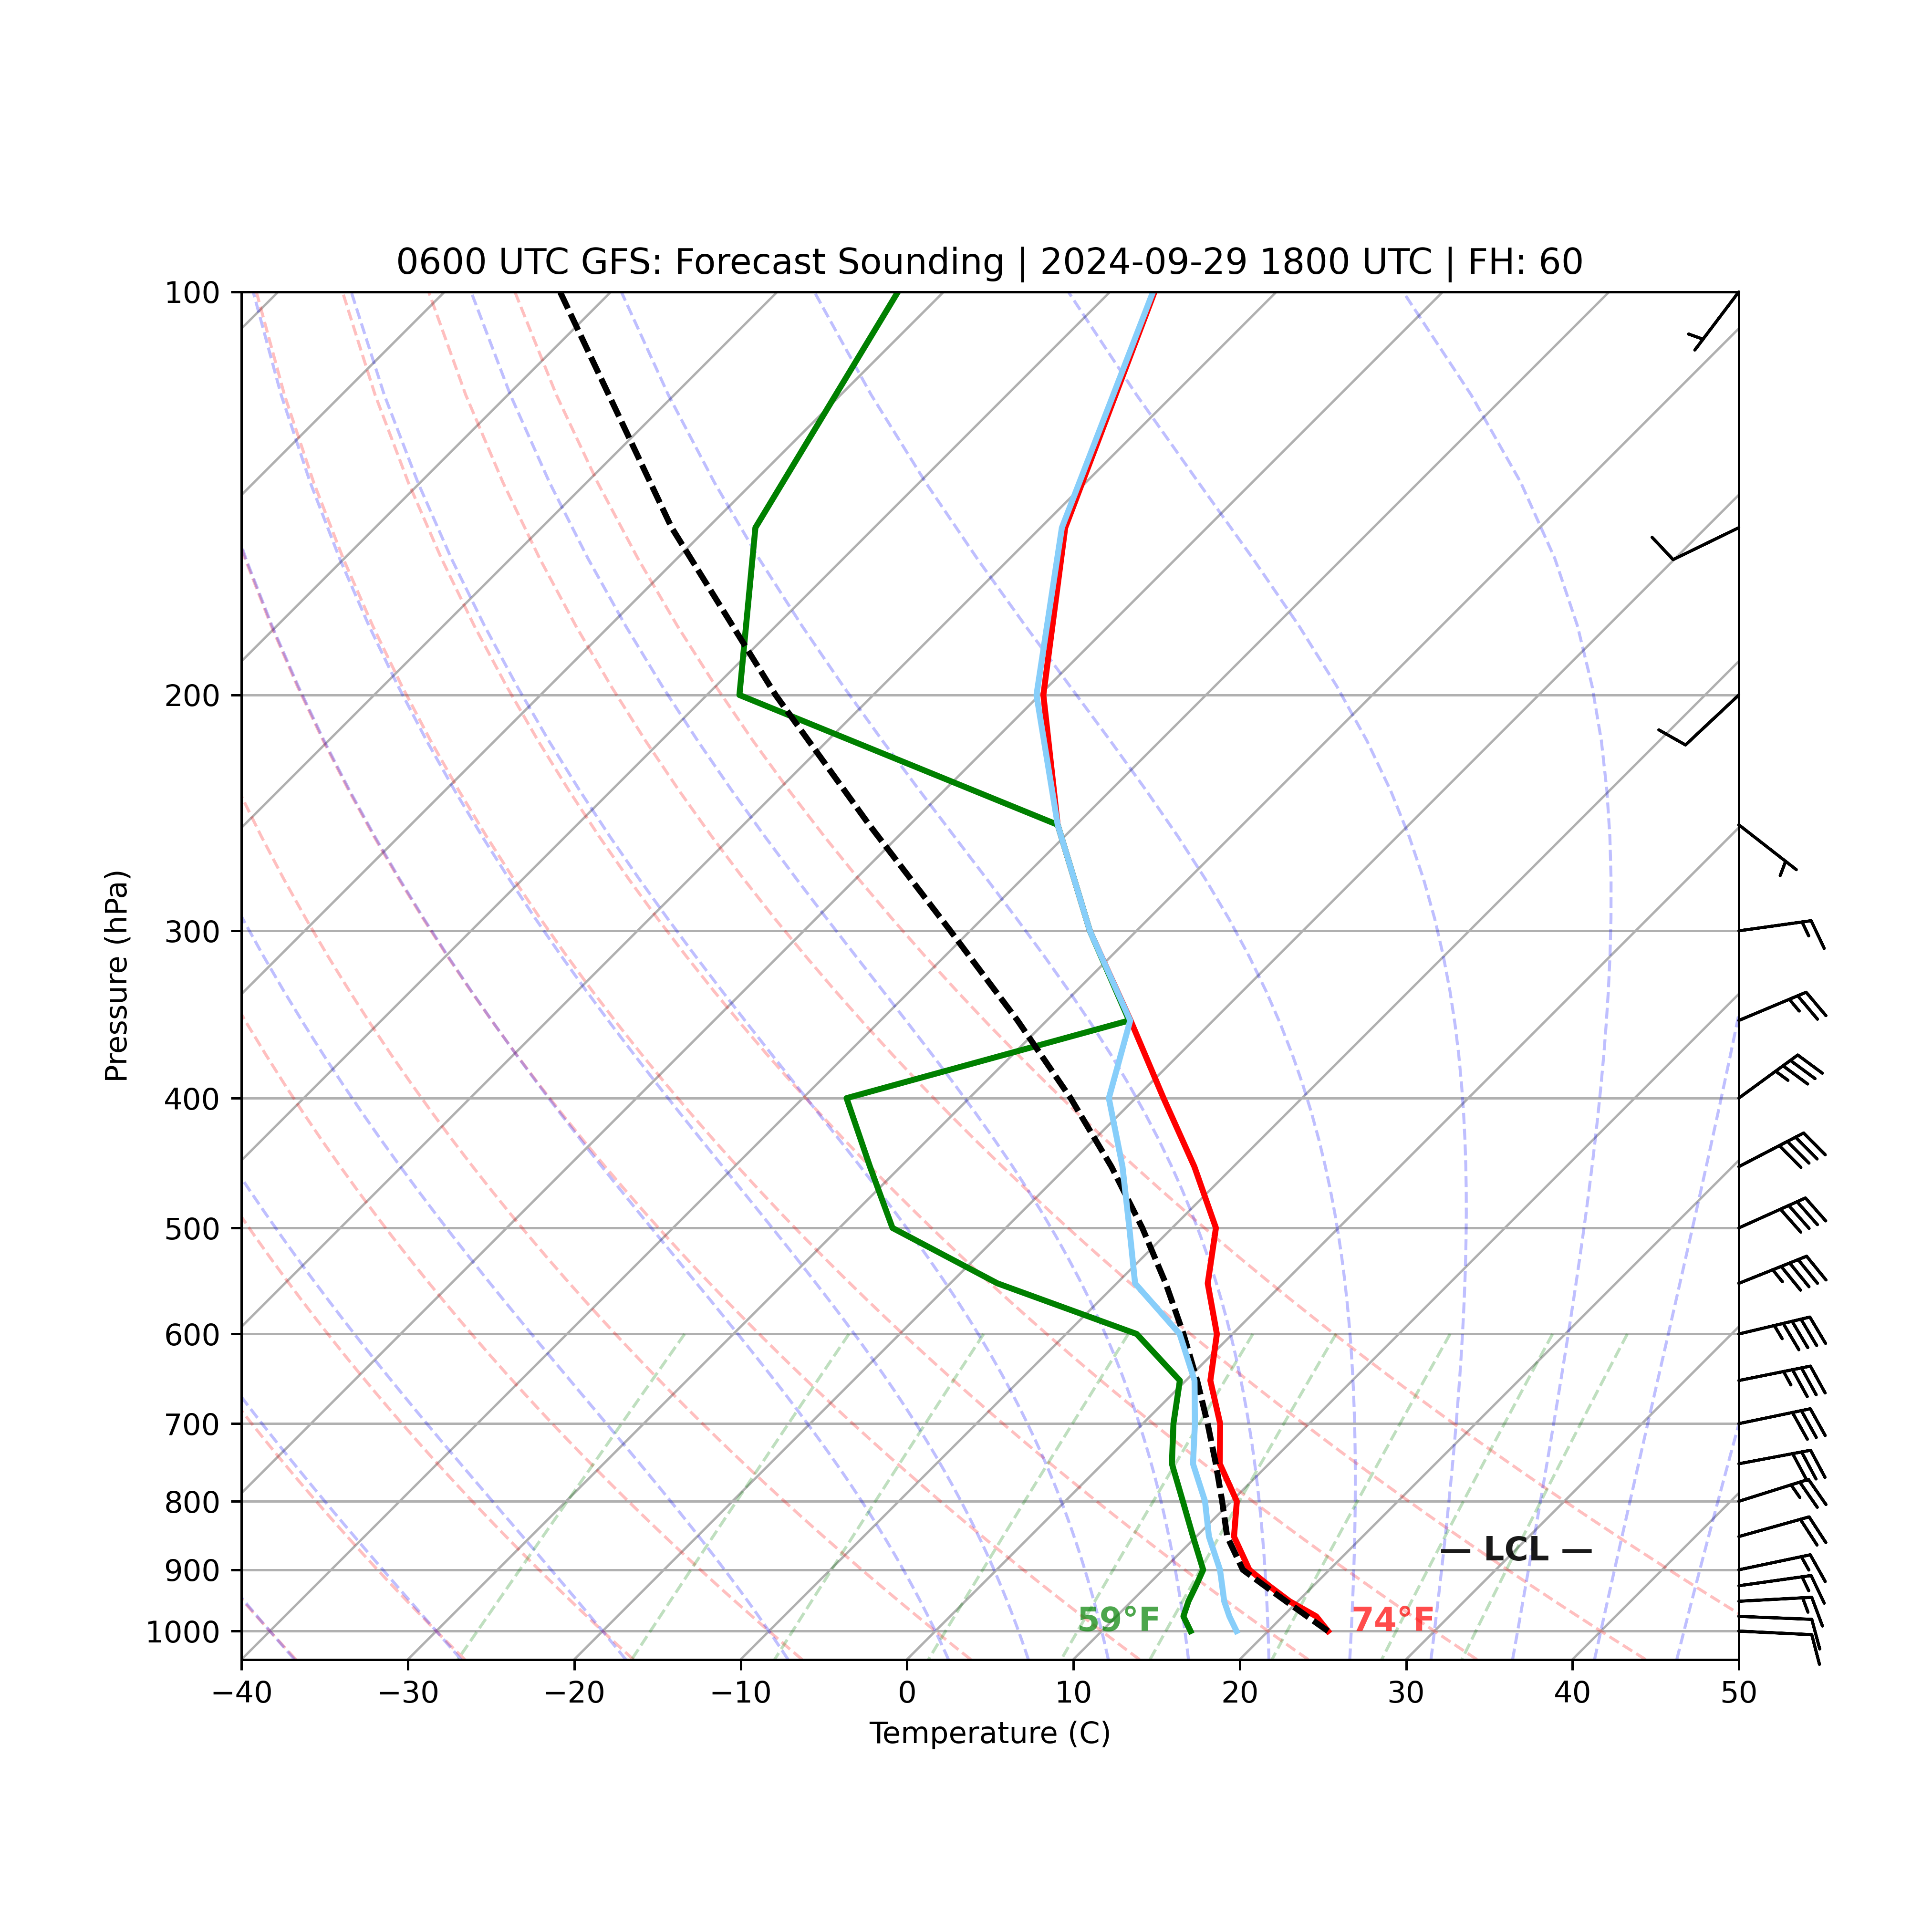 0600 UTC GFS: Forecast Sounding | 2024-09-29 1800 UTC | FH: 60
100
200
300
400
500
600
700
800
900
1000
Pressure (hPa)
— LCL —
59°F
74°F
−40 −30 −20 −10 0 10 20 30 40 50
Temperature (C)